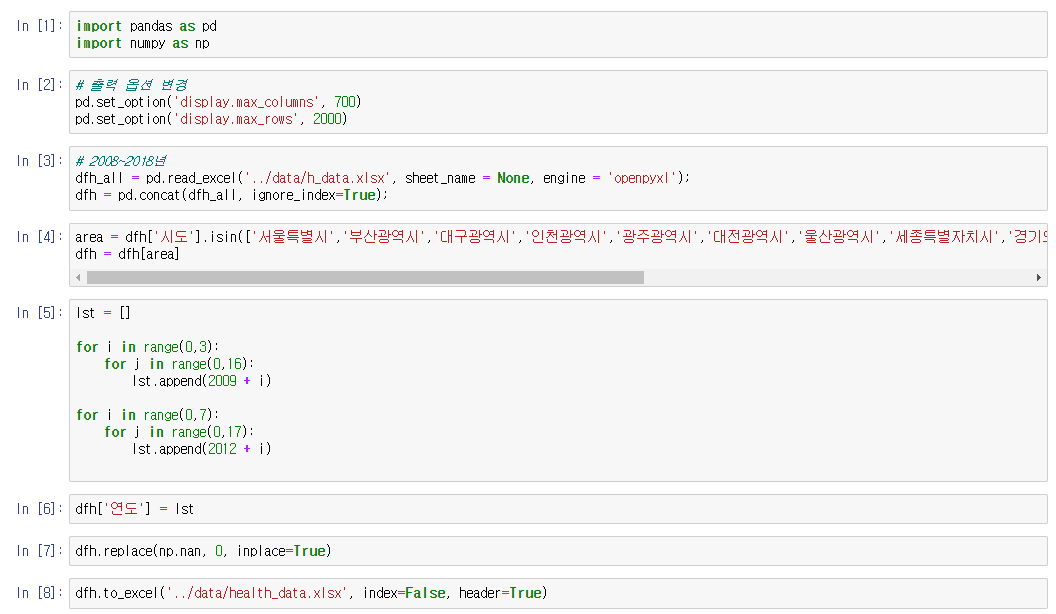 In [1]:
import pandas as pd
import numpy as np
In [2]:
# 출력 옵션 변경
pd.set_option('display.max_columns', 700)
pd.set_option('display.max_rows', 2000)
In [3]:
# 2008~2018년
dfh_all = pd.read_excel('../data/h_data.xlsx', sheet_name = None, engine = 'openpyxl');
dfh = pd.concat(dfh_all, ignore_index=True);
In [4]:
area = dfh['시도'].isin(['서울특별시','부산광역시','대구광역시','인천광역시','광주광역시','대전광역시','울산광역시','세종특별자치시','경기
dfh = dfh[area]
In [5]:
lst = []
for i in range(0,3):
    for j in range(0,16):
        lst.append(2009 + i)
for i in range(0,7):
    for j in range(0,17):
        lst.append(2012 + i)
In [6]:
dfh['연도'] = lst
In [7]:
dfh.replace(np.nan, 0, inplace=True)
In [8]:
dfh.to_excel('../data/health_data.xlsx', index=False, header=True)